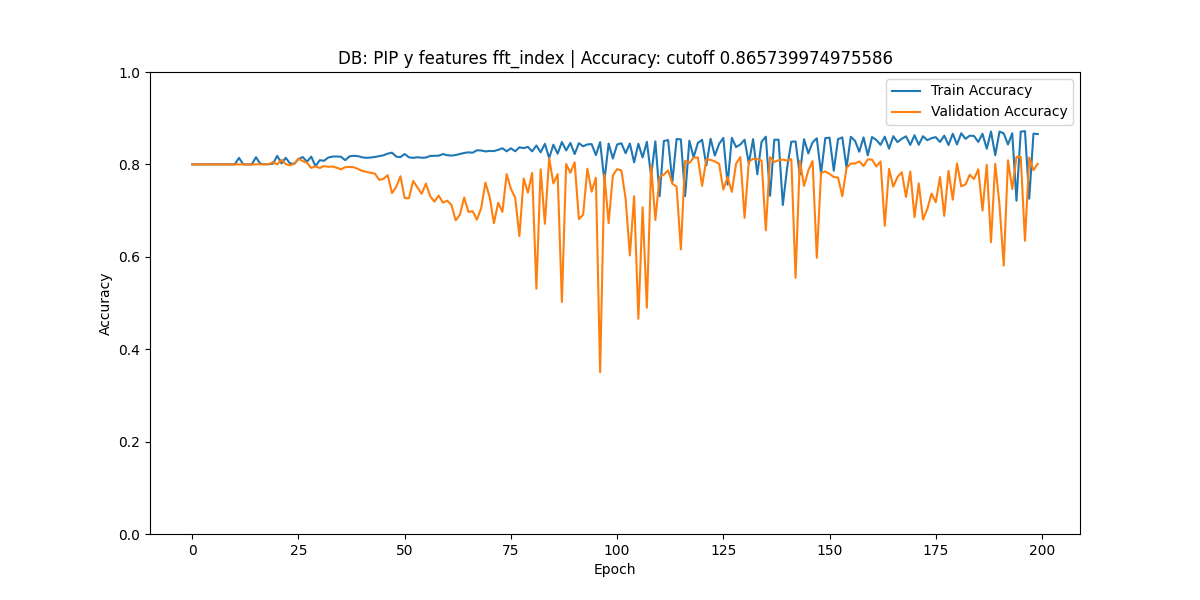 DB: PIP y features fft_index | Accuracy: cutoff 0.865739974975586
1.0
0.8
0.6
0.4
0.2
0.0
Accuracy
Train Accuracy
Validation Accuracy
0 25 50 75 100 125 150 175 200
Epoch